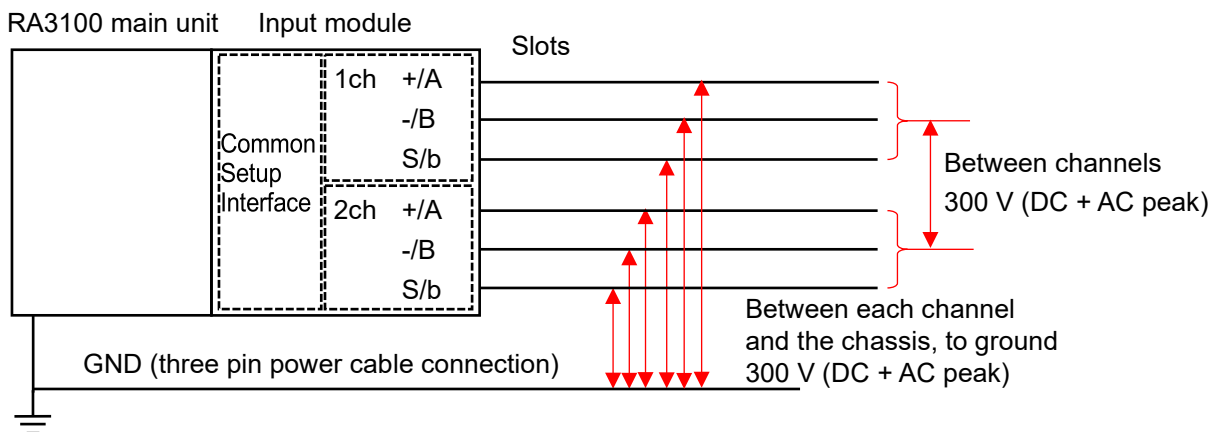 RA3100 main unit
Input module
Slots
Common
Setup
Interface
1ch +/A
-/B
S/b
2ch +/A
-/B
S/b
Between channels
300 V (DC + AC peak)
Between each channel
and the chassis, to ground
300 V (DC + AC peak)
GND (three pin power cable connection)